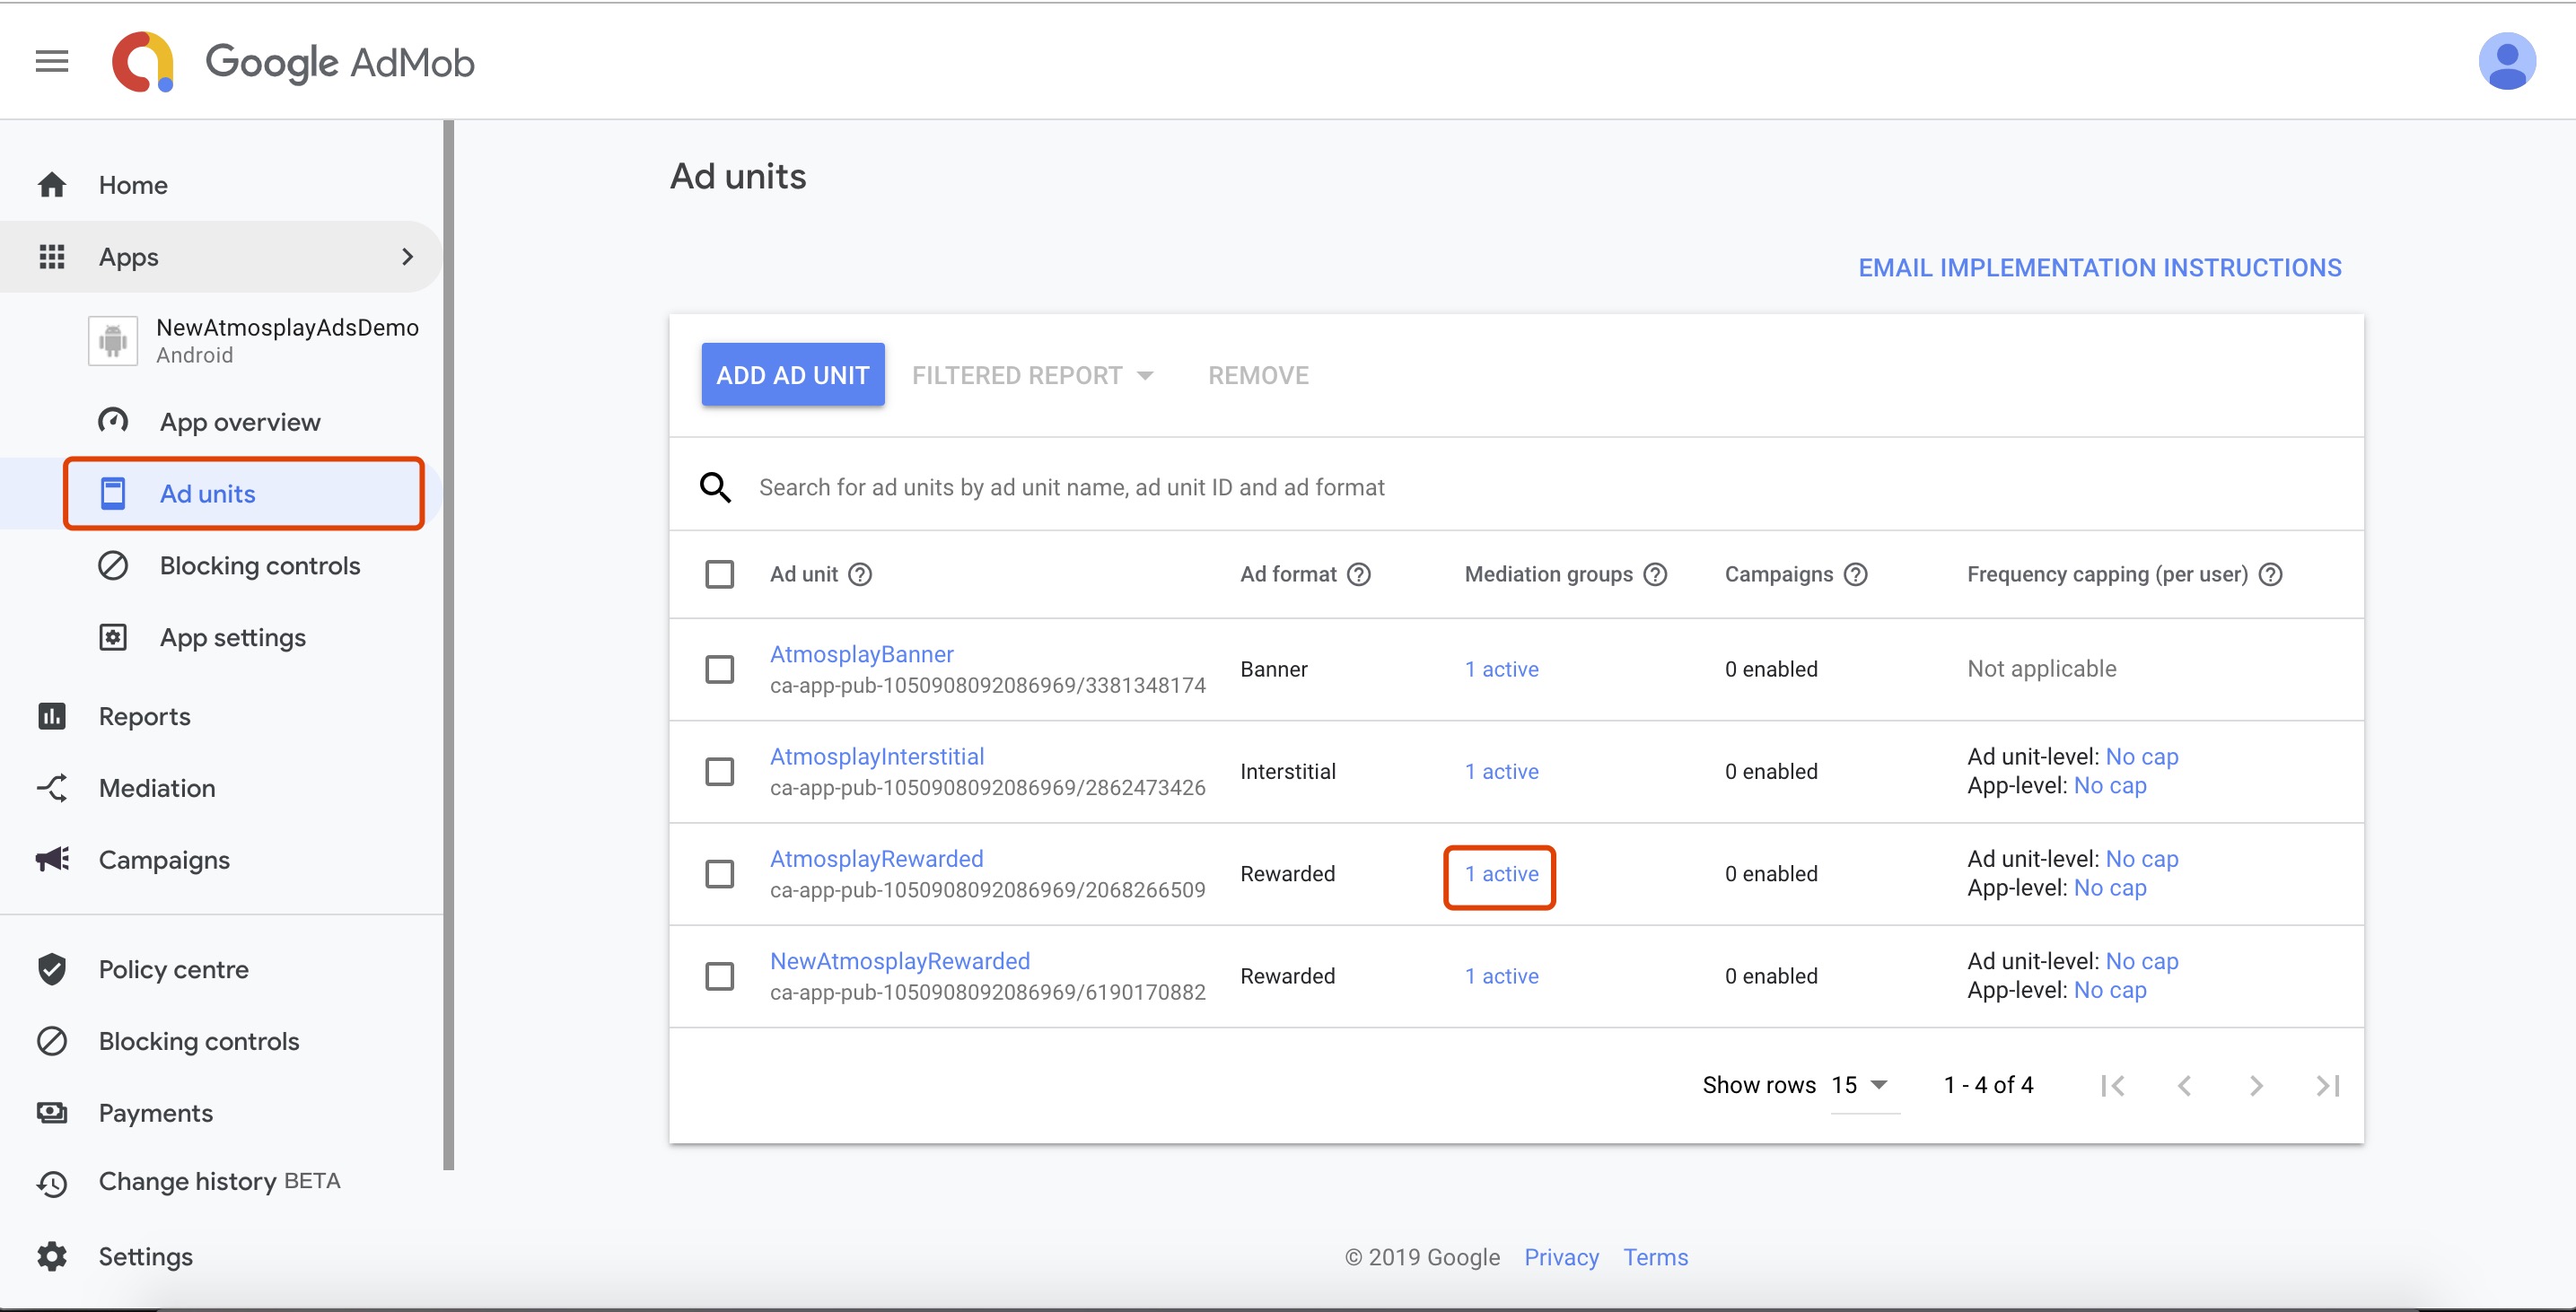 Google AdMob
Home
Apps
NewAtmosplayAdsDemo
Android
App overview
Ad units
Blocking controls
App settings
Reports
Mediation
Campaigns
Policy centre
Blocking controls
Payments
Change history BETA
Settings
Ad units
EMAIL IMPLEMENTATION INSTRUCTIONS
ADD AD UNIT FILTERED REPORT REMOVE
Search for ad units by ad unit name, ad unit ID and ad format
Ad unit Ad format Mediation groups Campaigns Frequency capping (per user)
AtmosplayBanner
ca-app-pub-1050908092086969/3381348174
Banner 1 active 0 enabled Not applicable
AtmosplayInterstitial
ca-app-pub-1050908092086969/2862473426
Interstitial 1 active 0 enabled
Ad unit-level: No cap
App-level: No cap
AtmosplayRewarded
ca-app-pub-1050908092086969/2068266509
Rewarded 1 active 0 enabled
Ad unit-level: No cap
App-level: No cap
NewAtmosplayRewarded
ca-app-pub-1050908092086969/6190170882
Rewarded 1 active 0 enabled
Ad unit-level: No cap
App-level: No cap
Show rows 15 1 - 4 of 4
© 2019 Google Privacy Terms